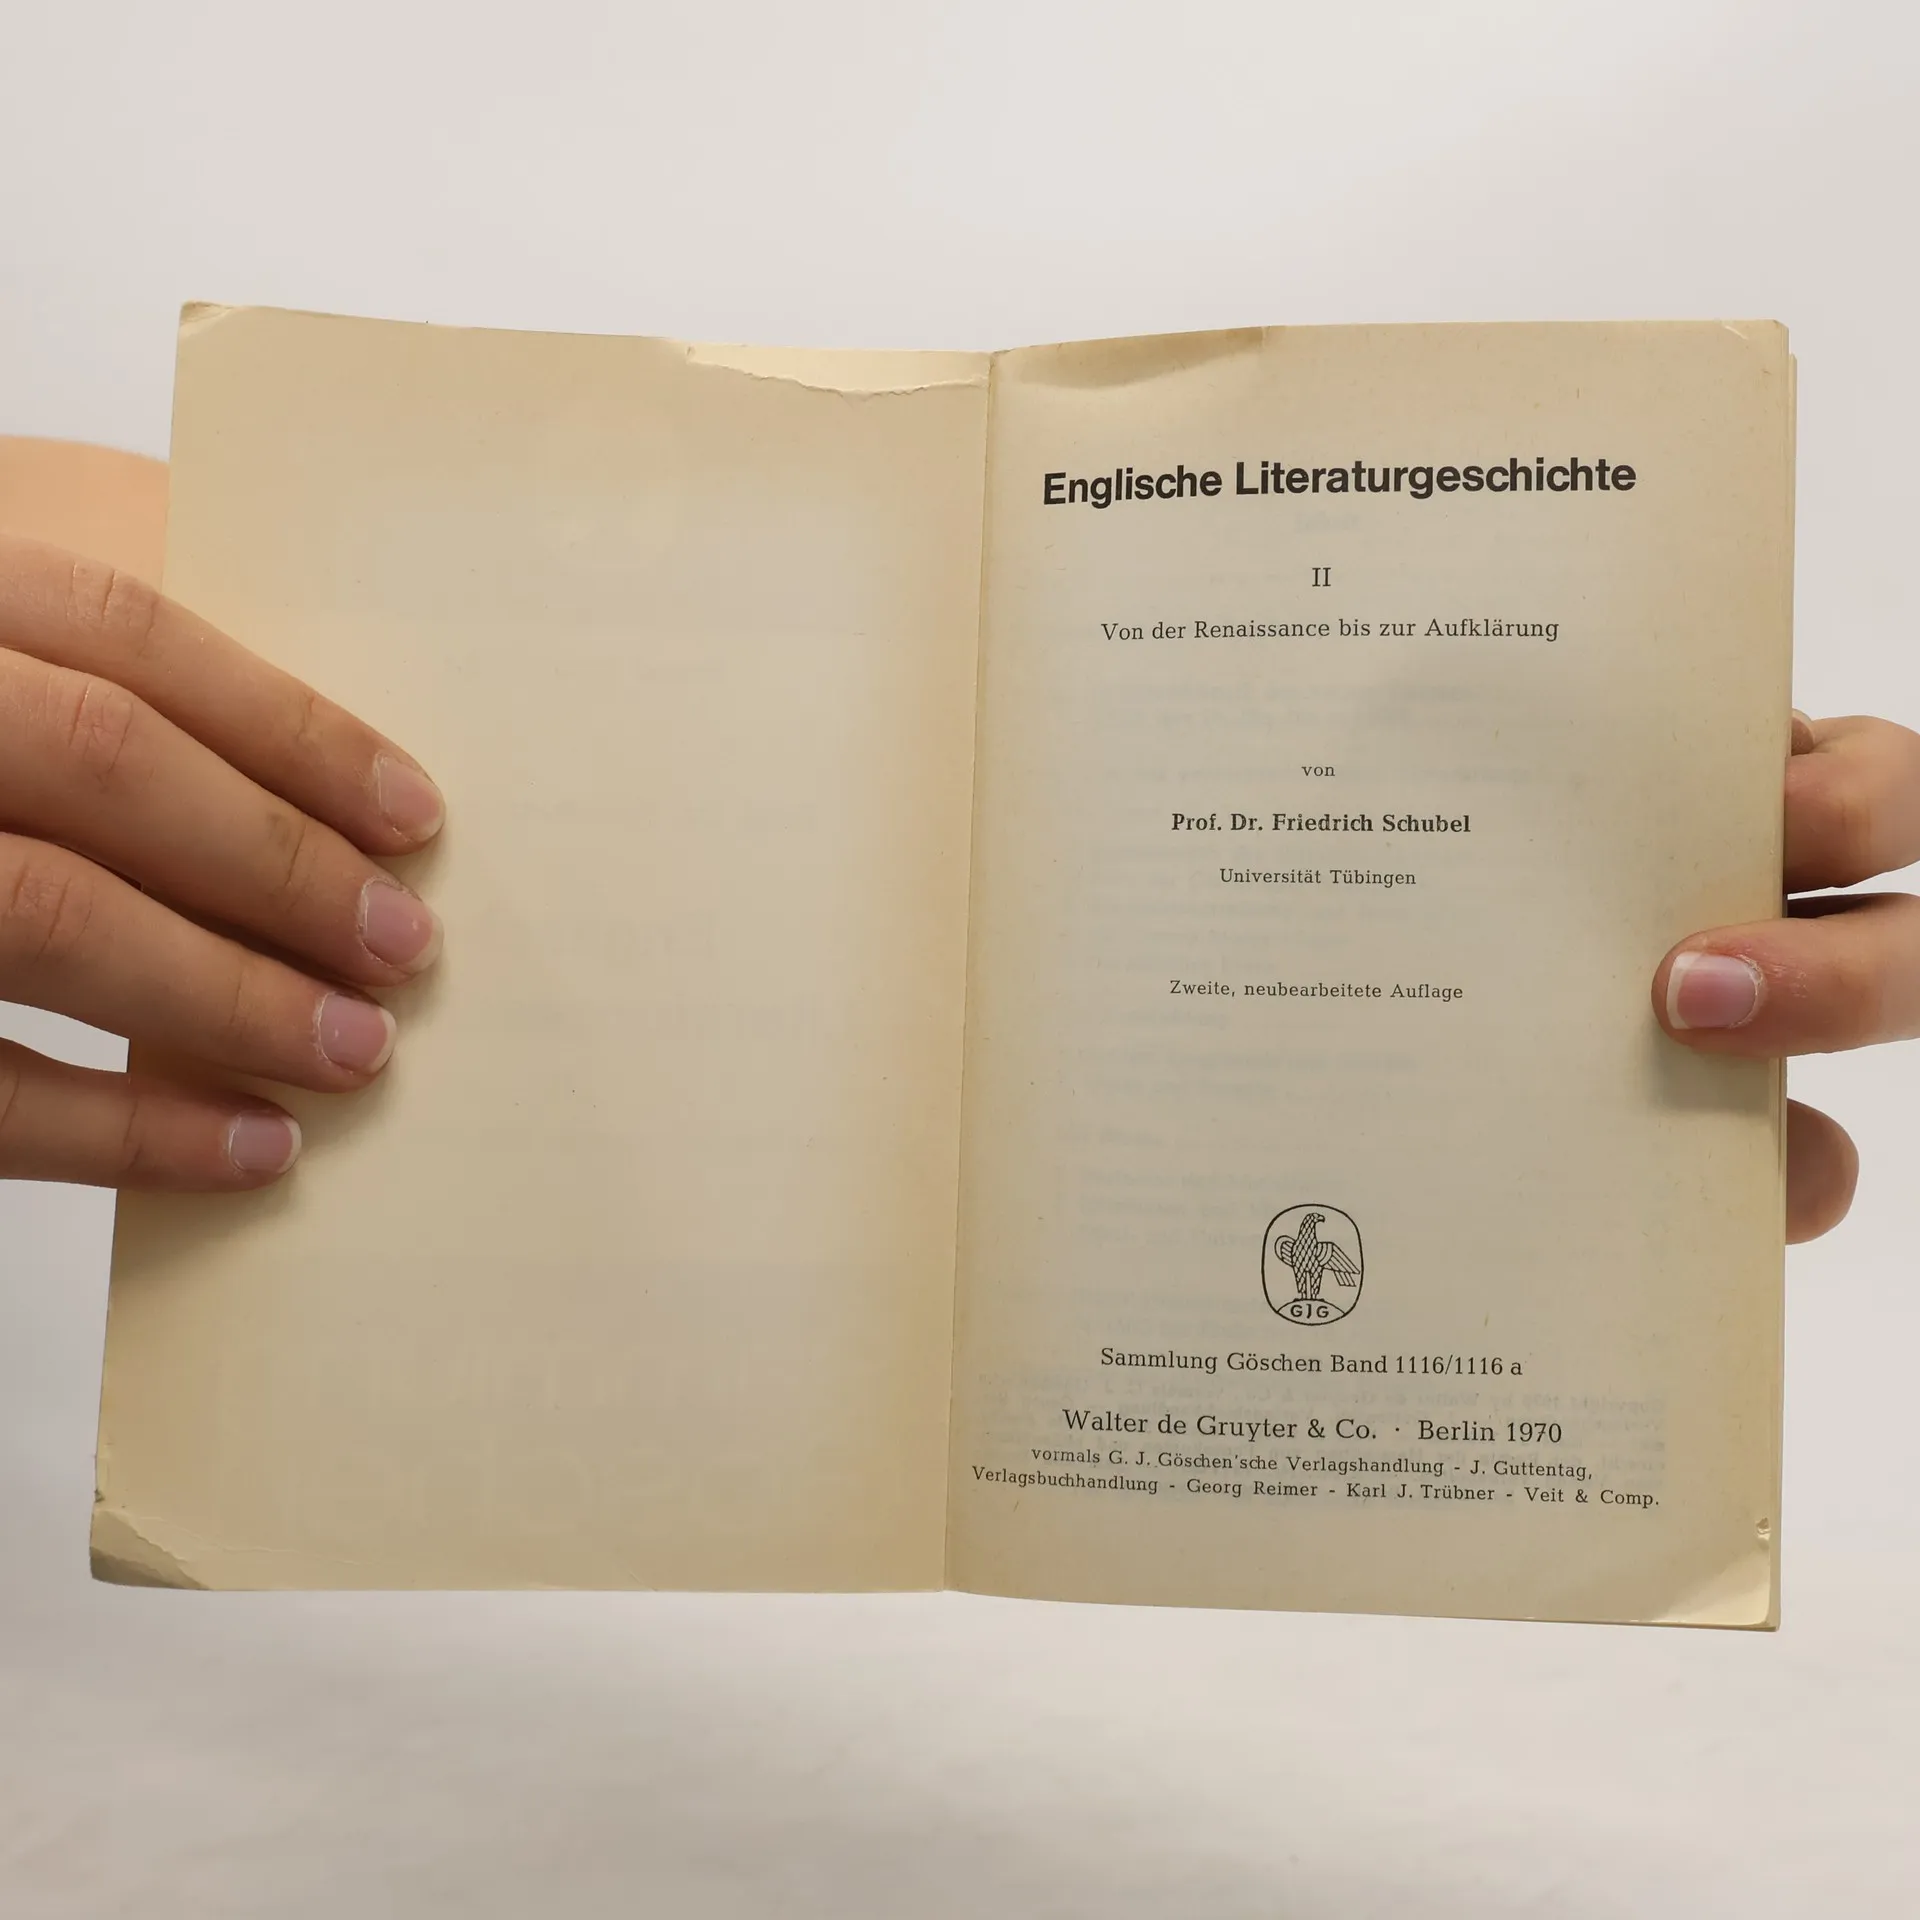 Englische Literaturgeschichte
II
Von der Renaissance bis zur Aufklärung
von
Prof. Dr. Friedrich Schubel
Universität Tübingen
Zweite, neubearbeitete Auflage
GJG
Sammlung Göschen Band 1116/1116 a
Walter de Gruyter & Co. · Berlin 1970
vormals G. J. Göschen'sche Verlagshandlung - J. Guttentag,
Verlagsbuchhandlung - Georg Reimer - Karl J. Trübner - Veit & Comp.